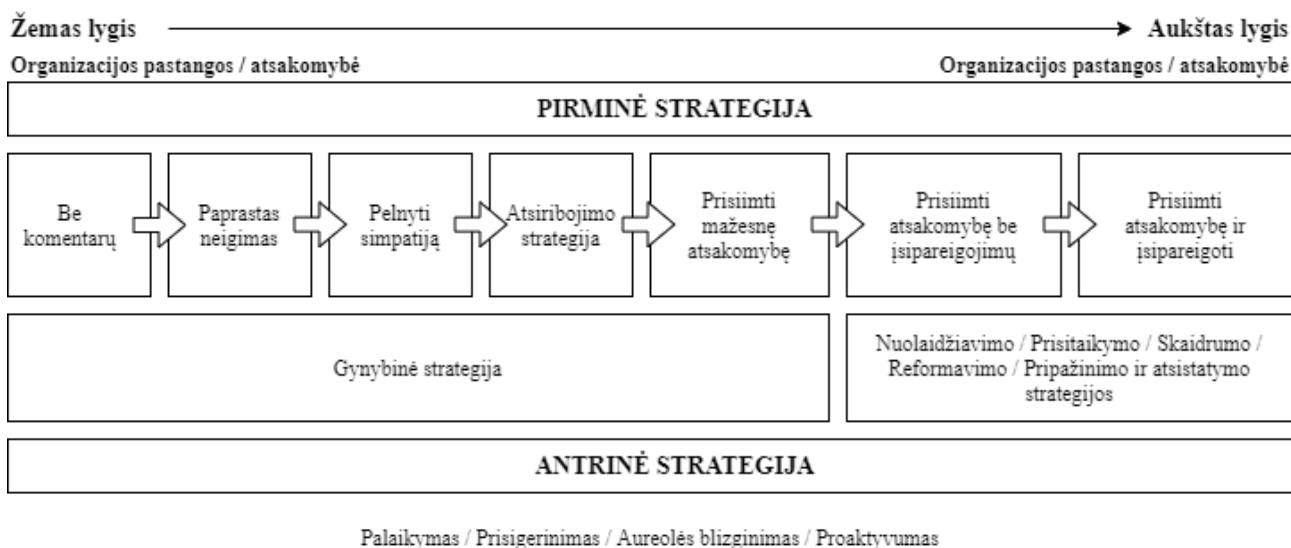 Žemas lygis
Aukštas lygis
Organizacijos pastangos / atsakomybė
Organizacijos pastangos / atsakomybė
PIRMINĖ STRATEGIJA
Be
komentarų
Paprastas
neigimas
Pelnyti
simpatiją
Atsiribojimo
strategija
Prisiimti
mažesnę
atsakomybę
Prisiimti
atsakomybę be
įsipareigojimų
Prisiimti
atsakomybę ir
įsipareigoti
Gynybinė strategija
Nuolaidžiavimo / Prisitaikymo / Skaidrumo /
Reformavimo / Pripažinimo ir atsistatymo
strategijos
ANTRINĖ STRATEGIJA
Palaikymas / Prisigerinimas / Aureolės blizginimas / Proaktyvumas